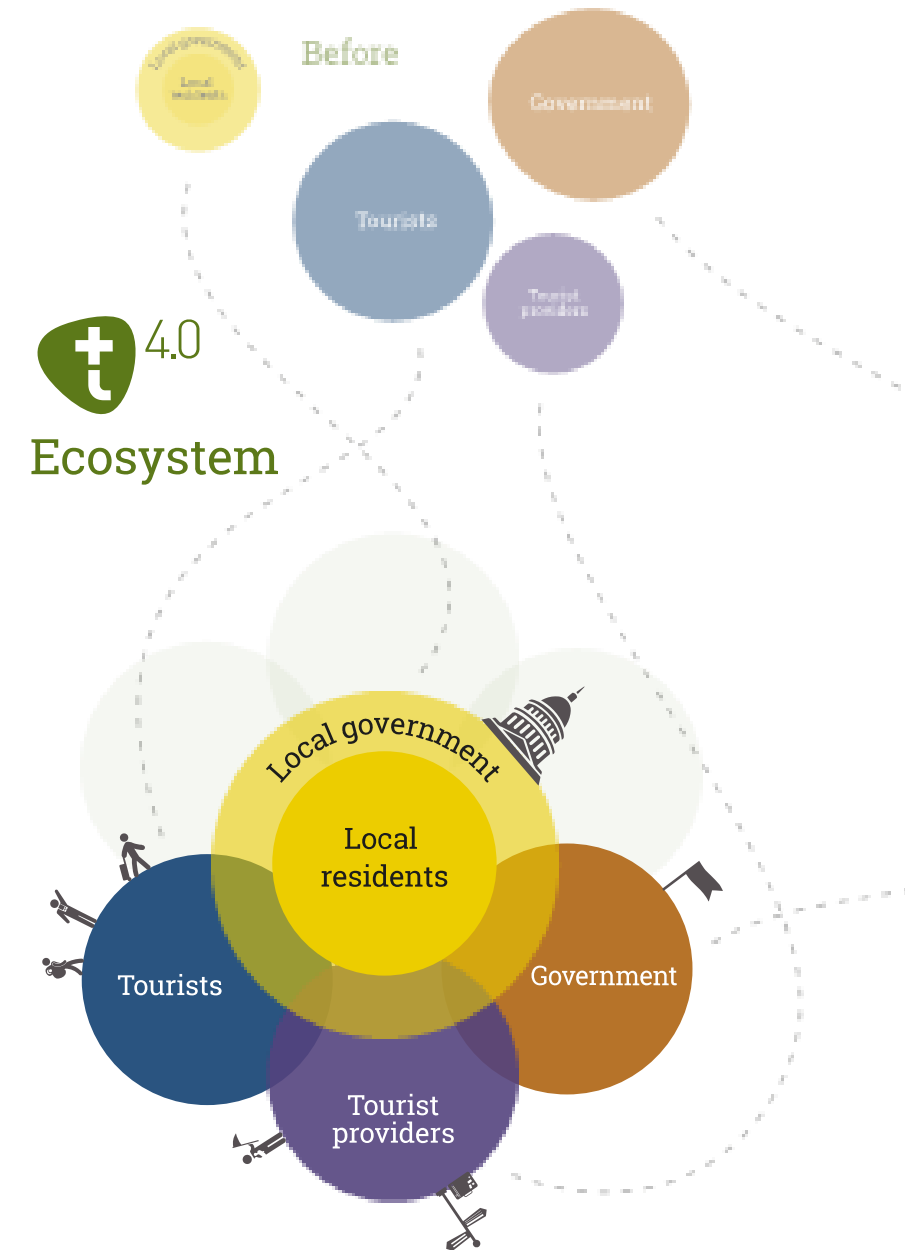 Before
Local government
Local
residents
Government
Tourists
Tourist
providers
ti 4.0
Ecosystem
Local government
Local
residents
Tourists
Government
Tourist
providers